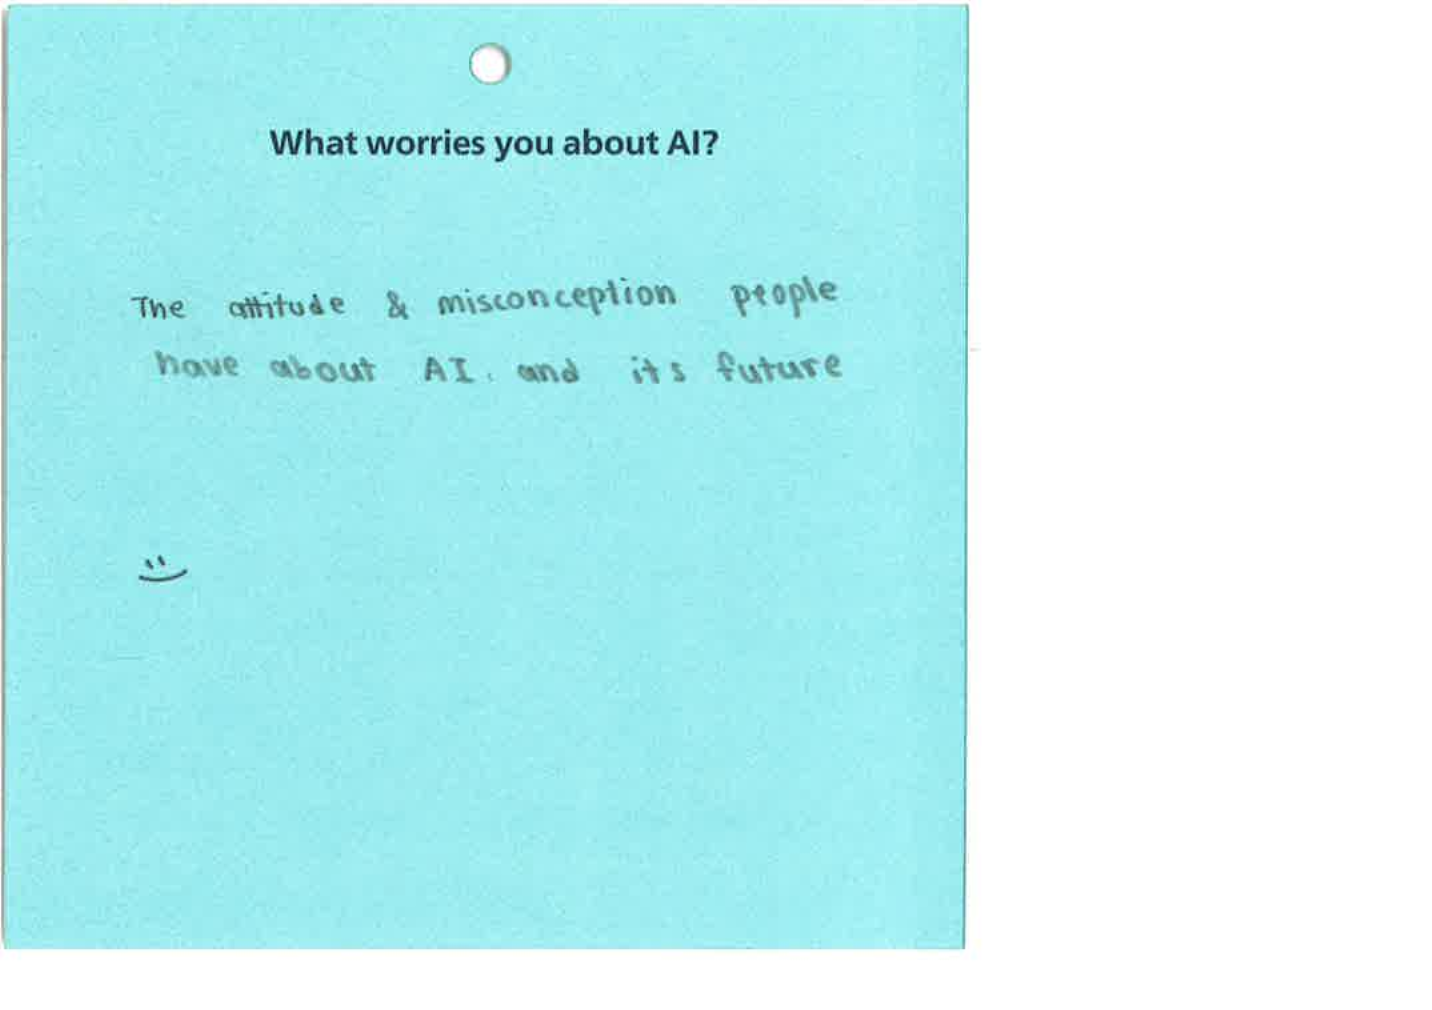 What worries you about AI?
The attitude & misconception people
have about AI. and its future